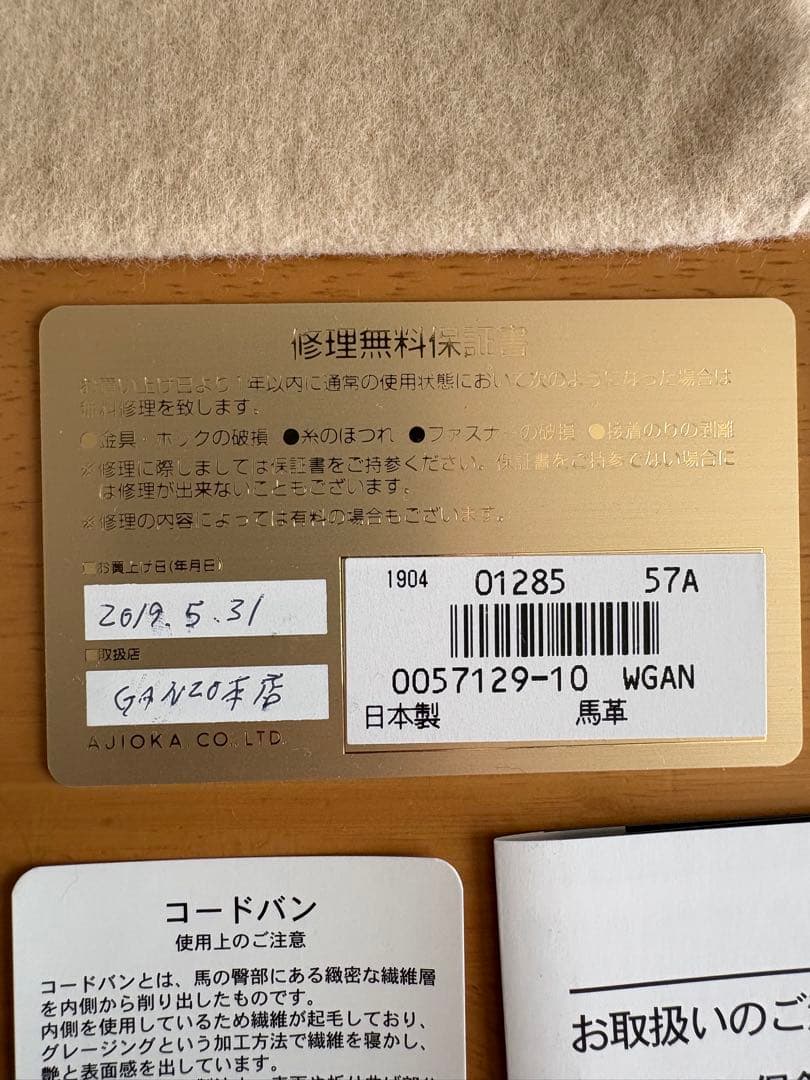 修理無料保証書
お買い上げ日より1年以内に通常の使用状態において次のようになった場合は
無料修理を致します。
●金具・ホックの破損 ●糸のほつれ ●ファスナーの破損 ●接着のりの剥離
※修理に際しましては保証書をご持参ください。保証書をご持参でない場合に
は修理が出来ないこともございます。
※修理の内容によっては有料の場合もございます。
■お買上げ日(年月日)
2019.5.31
■取扱店
GANZO本店
AJIOKA, CO., LTD.
1904 01285 57A
0057129-10 WGAN
日本製 馬革
コードバン
使用上のご注意
コードバンとは、馬の臀部にある緻密な繊維層
を内側から削り出したものです。
内側を使用しているため繊維が起毛しており、
グレージングという加工方法で繊維を寝かし、
艶と表面感を出しています。
お取扱いのご